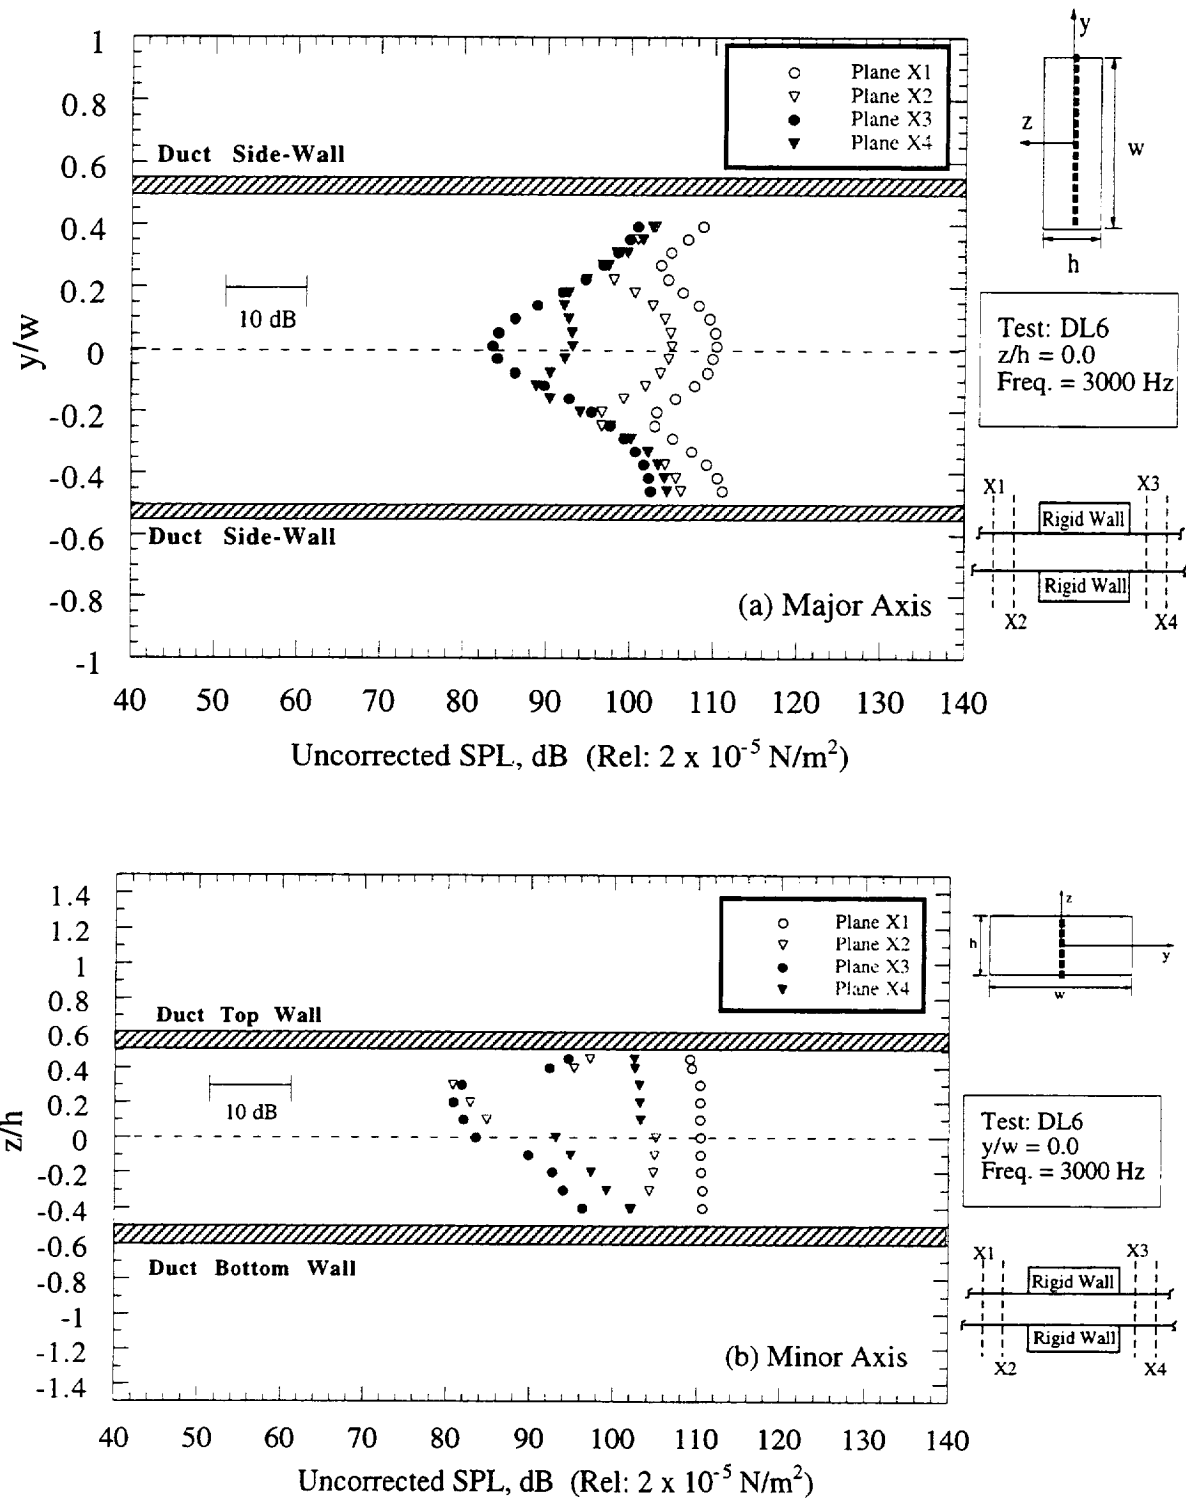 1
0.8
0.6
0.4
0.2
0
-0.2
-0.4
-0.6
-0.8
-1
y/w
Plane X1
Plane X2
Plane X3
Plane X4
Duct Side-Wall
10 dB
Duct Side-Wall
(a) Major Axis
40 50 60 70 80 90 100 110 120 130 140
Uncorrected SPL, dB (Rel: 2 x 10⁻⁵ N/m²)
y
z
w
h
Test: DL6
z/h = 0.0
Freq. = 3000 Hz
X1 X3
Rigid Wall
Rigid Wall
X2 X4
1.4
1.2
1
0.8
0.6
0.4
0.2
0
-0.2
-0.4
-0.6
-0.8
-1
-1.2
-1.4
z/h
Plane X1
Plane X2
Plane X3
Plane X4
Duct Top Wall
10 dB
Duct Bottom Wall
(b) Minor Axis
40 50 60 70 80 90 100 110 120 130 140
Uncorrected SPL, dB (Rel: 2 x 10⁻⁵ N/m²)
z
h
y
w
Test: DL6
y/w = 0.0
Freq. = 3000 Hz
X1 X3
Rigid Wall
Rigid Wall
X2 X4